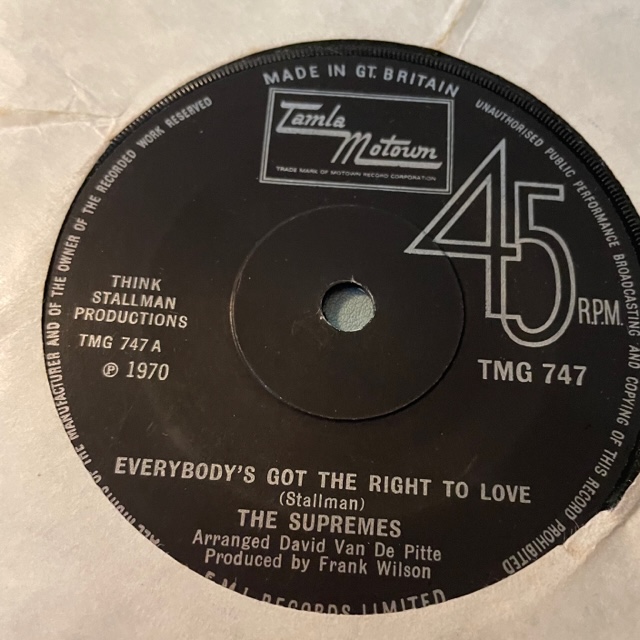 MADE IN GT. BRITAIN
Tamla
Motown
TRADE MARK OF MOTOWN RECORD CORPORATION
45
R.P.M.
THINK
STALLMAN
PRODUCTIONS
TMG 747 A
℗ 1970
TMG 747
EVERYBODY'S GOT THE RIGHT TO LOVE
(Stallman)
THE SUPREMES
Arranged David Van De Pitte
Produced by Frank Wilson
E.M.I. RECORDS LIMITED
MANUFACTURER AND OF THE OWNER OF THE RECORDED WORK RESERVED
UNAUTHORISED PUBLIC PERFORMANCE BROADCASTING AND COPYING OF THIS RECORD PROHIBITED